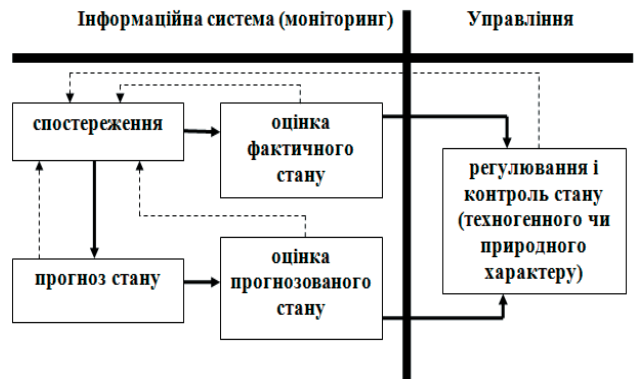 Інформаційна система (моніторинг)
Управління
спостереження
оцінка
фактичного
стану
регулювання і
контроль стану
(техногенного чи
природного
характеру)
прогноз стану
оцінка
прогнозованого
стану